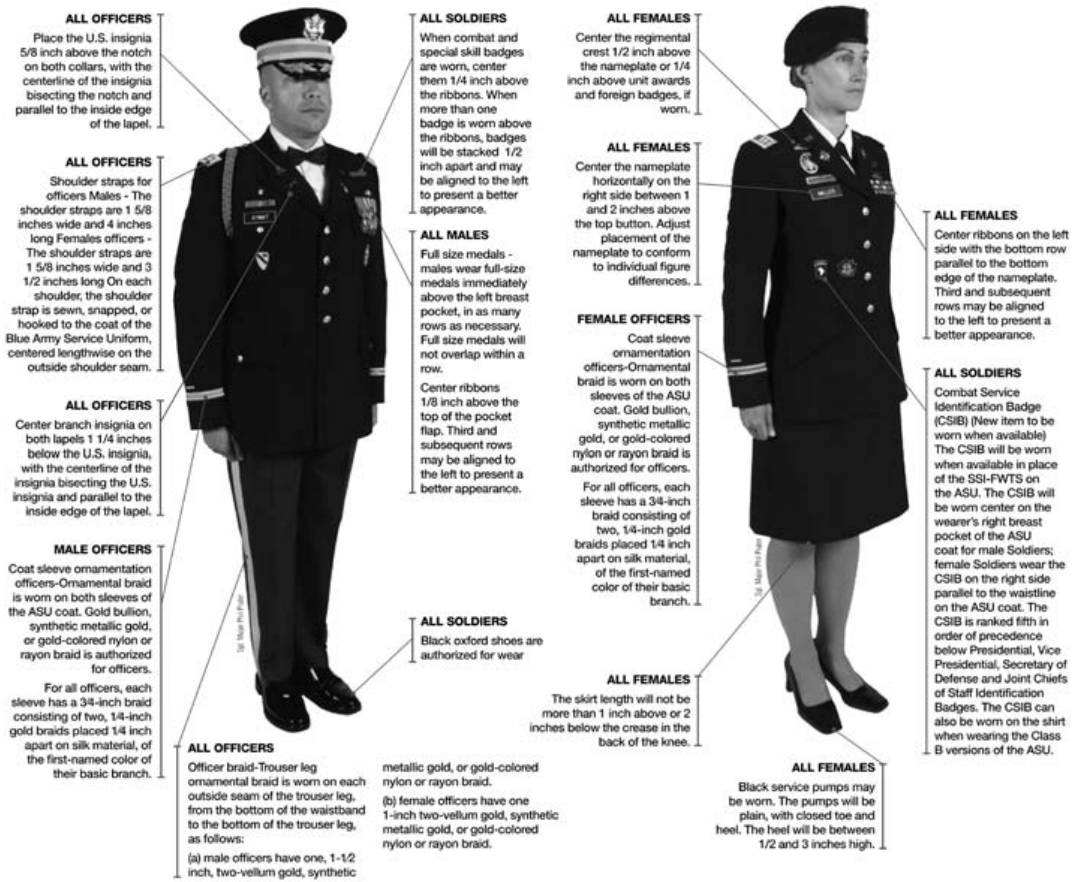 ALL OFFICERS
Place the U.S. insignia
5/8 inch above the notch
on both collars, with the
centerline of the insignia
bisecting the notch and
parallel to the inside edge
of the lapel.
ALL OFFICERS
Shoulder straps for
officers Males - The
shoulder straps are 1 5/8
inches wide and 4 inches
long Females officers -
The shoulder straps are
1 5/8 inches wide and 3
1/2 inches long On each
shoulder, the shoulder
strap is sewn, snapped, or
hooked to the coat of the
Blue Army Service Uniform,
centered lengthwise on the
outside shoulder seam.
ALL OFFICERS
Center branch insignia on
both lapels 1 1/4 inches
below the U.S. insignia,
with the centerline of the
insignia bisecting the U.S.
insignia and parallel to the
inside edge of the lapel.
MALE OFFICERS
Coat sleeve ornamentation
officers-Ornamental braid
is worn on both sleeves of
the ASU coat. Gold bullion,
synthetic metallic gold,
or gold-colored nylon or
rayon braid is authorized
for officers.
For all officers, each
sleeve has a 3⁄4-inch braid
consisting of two, 1⁄4-inch
gold braids placed 1⁄4 inch
apart on silk material, of
the first-named color of
their basic branch.
ALL SOLDIERS
When combat and
special skill badges
are worn, center
them 1/4 inch above
the ribbons. When
more than one
badge is worn above
the ribbons, badges
will be stacked 1/2
inch apart and may
be aligned to the left
to present a better
appearance.
ALL MALES
Full size medals -
males wear full-size
medals immediately
above the left breast
pocket, in as many
rows as necessary.
Full size medals will
not overlap within a
row.
Center ribbons
1/8 inch above the
top of the pocket
flap. Third and
subsequent rows
may be aligned to
the left to present a
better appearance.
ALL SOLDIERS
Black oxford shoes are
authorized for wear
ALL OFFICERS
Officer braid-Trouser leg
ornamental braid is worn on each
outside seam of the trouser leg,
from the bottom of the waistband
to the bottom of the trouser leg,
as follows:
(a) male officers have one, 1-1⁄2
inch, two-vellum gold, synthetic
metallic gold, or gold-colored
nylon or rayon braid.
(b) female officers have one
1-inch two-vellum gold, synthetic
metallic gold, or gold-colored
nylon or rayon braid.
ALL FEMALES
Center the regimental
crest 1/2 inch above
the nameplate or 1/4
inch above unit awards
and foreign badges, if
worn.
ALL FEMALES
Center the nameplate
horizontally on the
right side between 1
and 2 inches above
the top button. Adjust
placement of the
nameplate to conform
to individual figure
differences.
FEMALE OFFICERS
Coat sleeve
ornamentation
officers-Ornamental
braid is worn on both
sleeves of the ASU
coat. Gold bullion,
synthetic metallic
gold, or gold-colored
nylon or rayon braid is
authorized for officers.
For all officers, each
sleeve has a 3⁄4-inch
braid consisting of
two, 1⁄4-inch gold
braids placed 1⁄4 inch
apart on silk material,
of the first-named
color of their basic
branch.
ALL FEMALES
The skirt length will not be
more than 1 inch above or 2
inches below the crease in the
back of the knee.
ALL FEMALES
Center ribbons on the left
side with the bottom row
parallel to the bottom
edge of the nameplate.
Third and subsequent
rows may be aligned
to the left to present a
better appearance.
ALL SOLDIERS
Combat Service
Identification Badge
(CSIB) (New item to be
worn when available)
The CSIB will be worn
when available in place
of the SSI-FWTS on
the ASU. The CSIB will
be worn center on the
wearer's right breast
pocket of the ASU
coat for male Soldiers;
female Soldiers wear the
CSIB on the right side
parallel to the waistline
on the ASU coat. The
CSIB is ranked fifth in
order of precedence
below Presidential, Vice
Presidential, Secretary of
Defense and Joint Chiefs
of Staff Identification
Badges. The CSIB can
also be worn on the shirt
when wearing the Class
B versions of the ASU.
ALL FEMALES
Black service pumps may
be worn. The pumps will be
plain, with closed toe and
heel. The heel will be between
1/2 and 3 inches high.